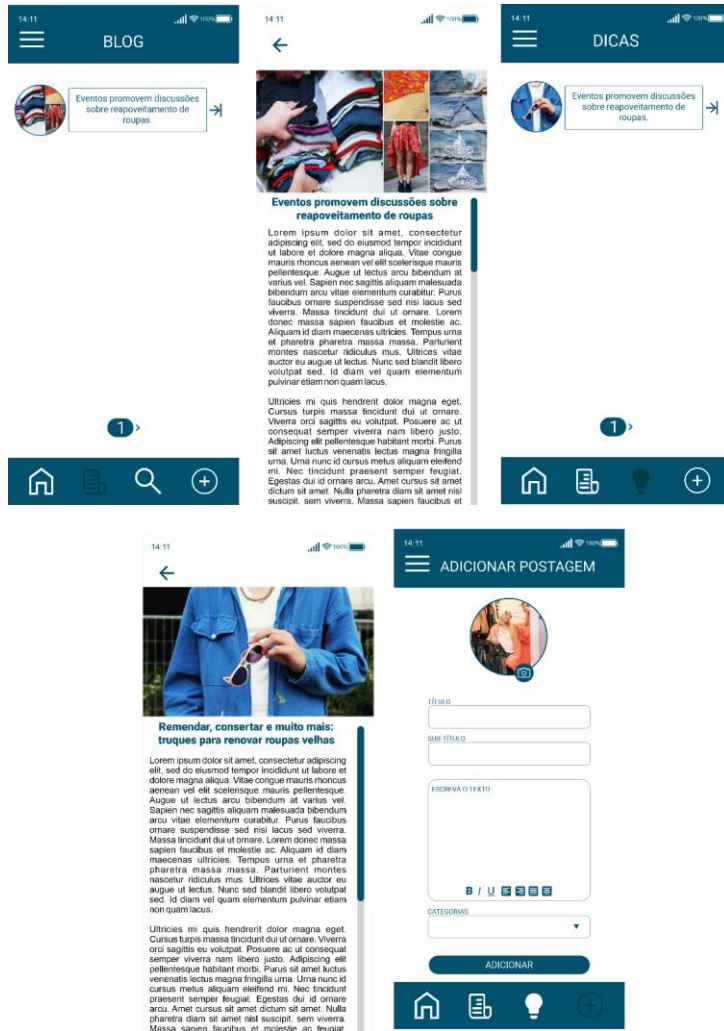 14:11
100%
BLOG
Eventos promovem discussões
sobre reapoveitamento de
roupas.
1
14:11
100%
Eventos promovem discussões sobre
reapoveitamento de roupas
Lorem ipsum dolor sit amet, consectetur
adipiscing elit, sed do eiusmod tempor incididunt
ut labore et dolore magna aliqua. Vitae congue
mauris rhoncus aenean vel elit scelerisque mauris
pellentesque. Augue ut lectus arcu bibendum at
varius vel. Sapien nec sagittis aliquam malesuada
bibendum arcu vitae elementum curabitur. Purus
faucibus ornare suspendisse sed nisi lacus sed
viverra. Massa tincidunt dui ut ornare. Lorem
donec massa sapien faucibus et molestie ac.
Aliquam id diam maecenas ultricies. Tempus urna
et pharetra pharetra massa massa. Parturient
montes nascetur ridiculus mus. Ultrices vitae
auctor eu augue ut lectus. Nunc sed blandit libero
volutpat sed. Id diam vel quam elementum
pulvinar etiam non quam lacus.
Ultricies mi quis hendrerit dolor magna eget.
Cursus turpis massa tincidunt dui ut ornare.
Viverra orci sagittis eu volutpat. Posuere ac ut
consequat semper viverra nam libero justo.
Adipiscing elit pellentesque habitant morbi. Purus
sit amet luctus venenatis lectus magna fringilla
urna. Urna nunc id cursus metus aliquam eleifend
mi. Nec tincidunt praesent semper feugiat.
Egestas dui id ornare arcu. Amet cursus sit amet
dictum sit amet. Nulla pharetra diam sit amet nisl
suscipit. sem viverra. Massa sapien faucibus et
14:11
100%
DICAS
Eventos promovem discussões
sobre reapoveitamento de
roupas.
1
14:11
100%
Remendar, consertar e muito mais:
truques para renovar roupas velhas
Lorem ipsum dolor sit amet, consectetur adipiscing
elit, sed do eiusmod tempor incididunt ut labore et
dolore magna aliqua. Vitae congue mauris rhoncus
aenean vel elit scelerisque mauris pellentesque.
Augue ut lectus arcu bibendum at varius vel.
Sapien nec sagittis aliquam malesuada bibendum
arcu vitae elementum curabitur. Purus faucibus
ornare suspendisse sed nisi lacus sed viverra.
Massa tincidunt dui ut ornare. Lorem donec massa
sapien faucibus et molestie ac. Aliquam id diam
maecenas ultricies. Tempus urna et pharetra
pharetra massa massa. Parturient montes
nascetur ridiculus mus. Ultrices vitae auctor eu
augue ut lectus. Nunc sed blandit libero volutpat
sed. Id diam vel quam elementum pulvinar etiam
non quam lacus.
Ultricies mi quis hendrerit dolor magna eget.
Cursus turpis massa tincidunt dui ut ornare. Viverra
orci sagittis eu volutpat. Posuere ac ut consequat
semper viverra nam libero justo. Adipiscing elit
pellentesque habitant morbi. Purus sit amet luctus
venenatis lectus magna fringilla urna. Urna nunc id
cursus metus aliquam eleifend mi. Nec tincidunt
praesent semper feugiat. Egestas dui id ornare
arcu. Amet cursus sit amet dictum sit amet. Nulla
pharetra diam sit amet nisl suscipit. sem viverra.
Massa sapien faucibus et molestie ac feugiat.
14:11
100%
ADICIONAR POSTAGEM
TÍTULO
SUB-TÍTULO
ESCREVA O TEXTO
B I U
CATEGORIAS
ADICIONAR